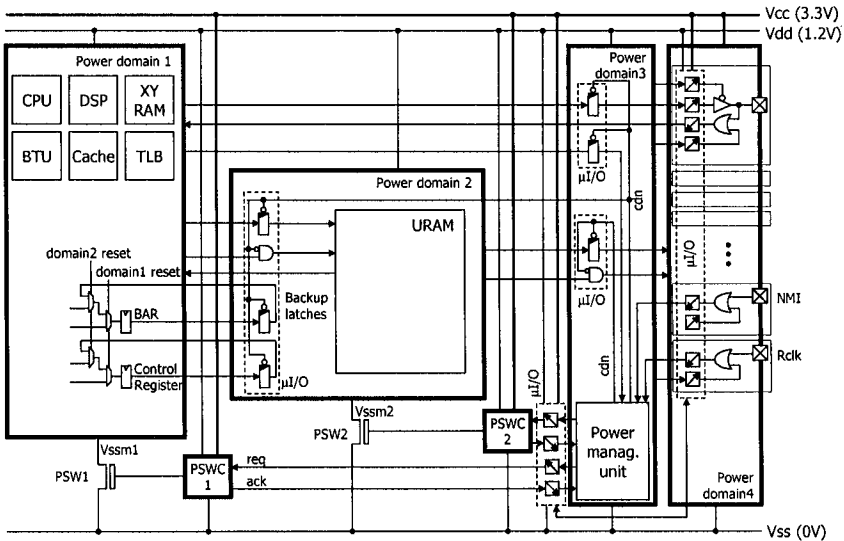 Vcc (3.3V)
Vdd (1.2V)
Power domain 1
CPU
DSP
XY
RAM
BTU
Cache
TLB
Power
domain3
μI/O
cdn
Power domain 2
URAM
Backup
latches
μI/O
domain2 reset
domain1 reset
BAR
Control
Register
μI/O
μI/O
NMI
Rclk
μI/O
cdn
Vssm2
PSW2
PSWC
2
Power
manag.
unit
Vssm1
PSW1
PSWC
1
req
ack
Power
domain4
Vss (0V)